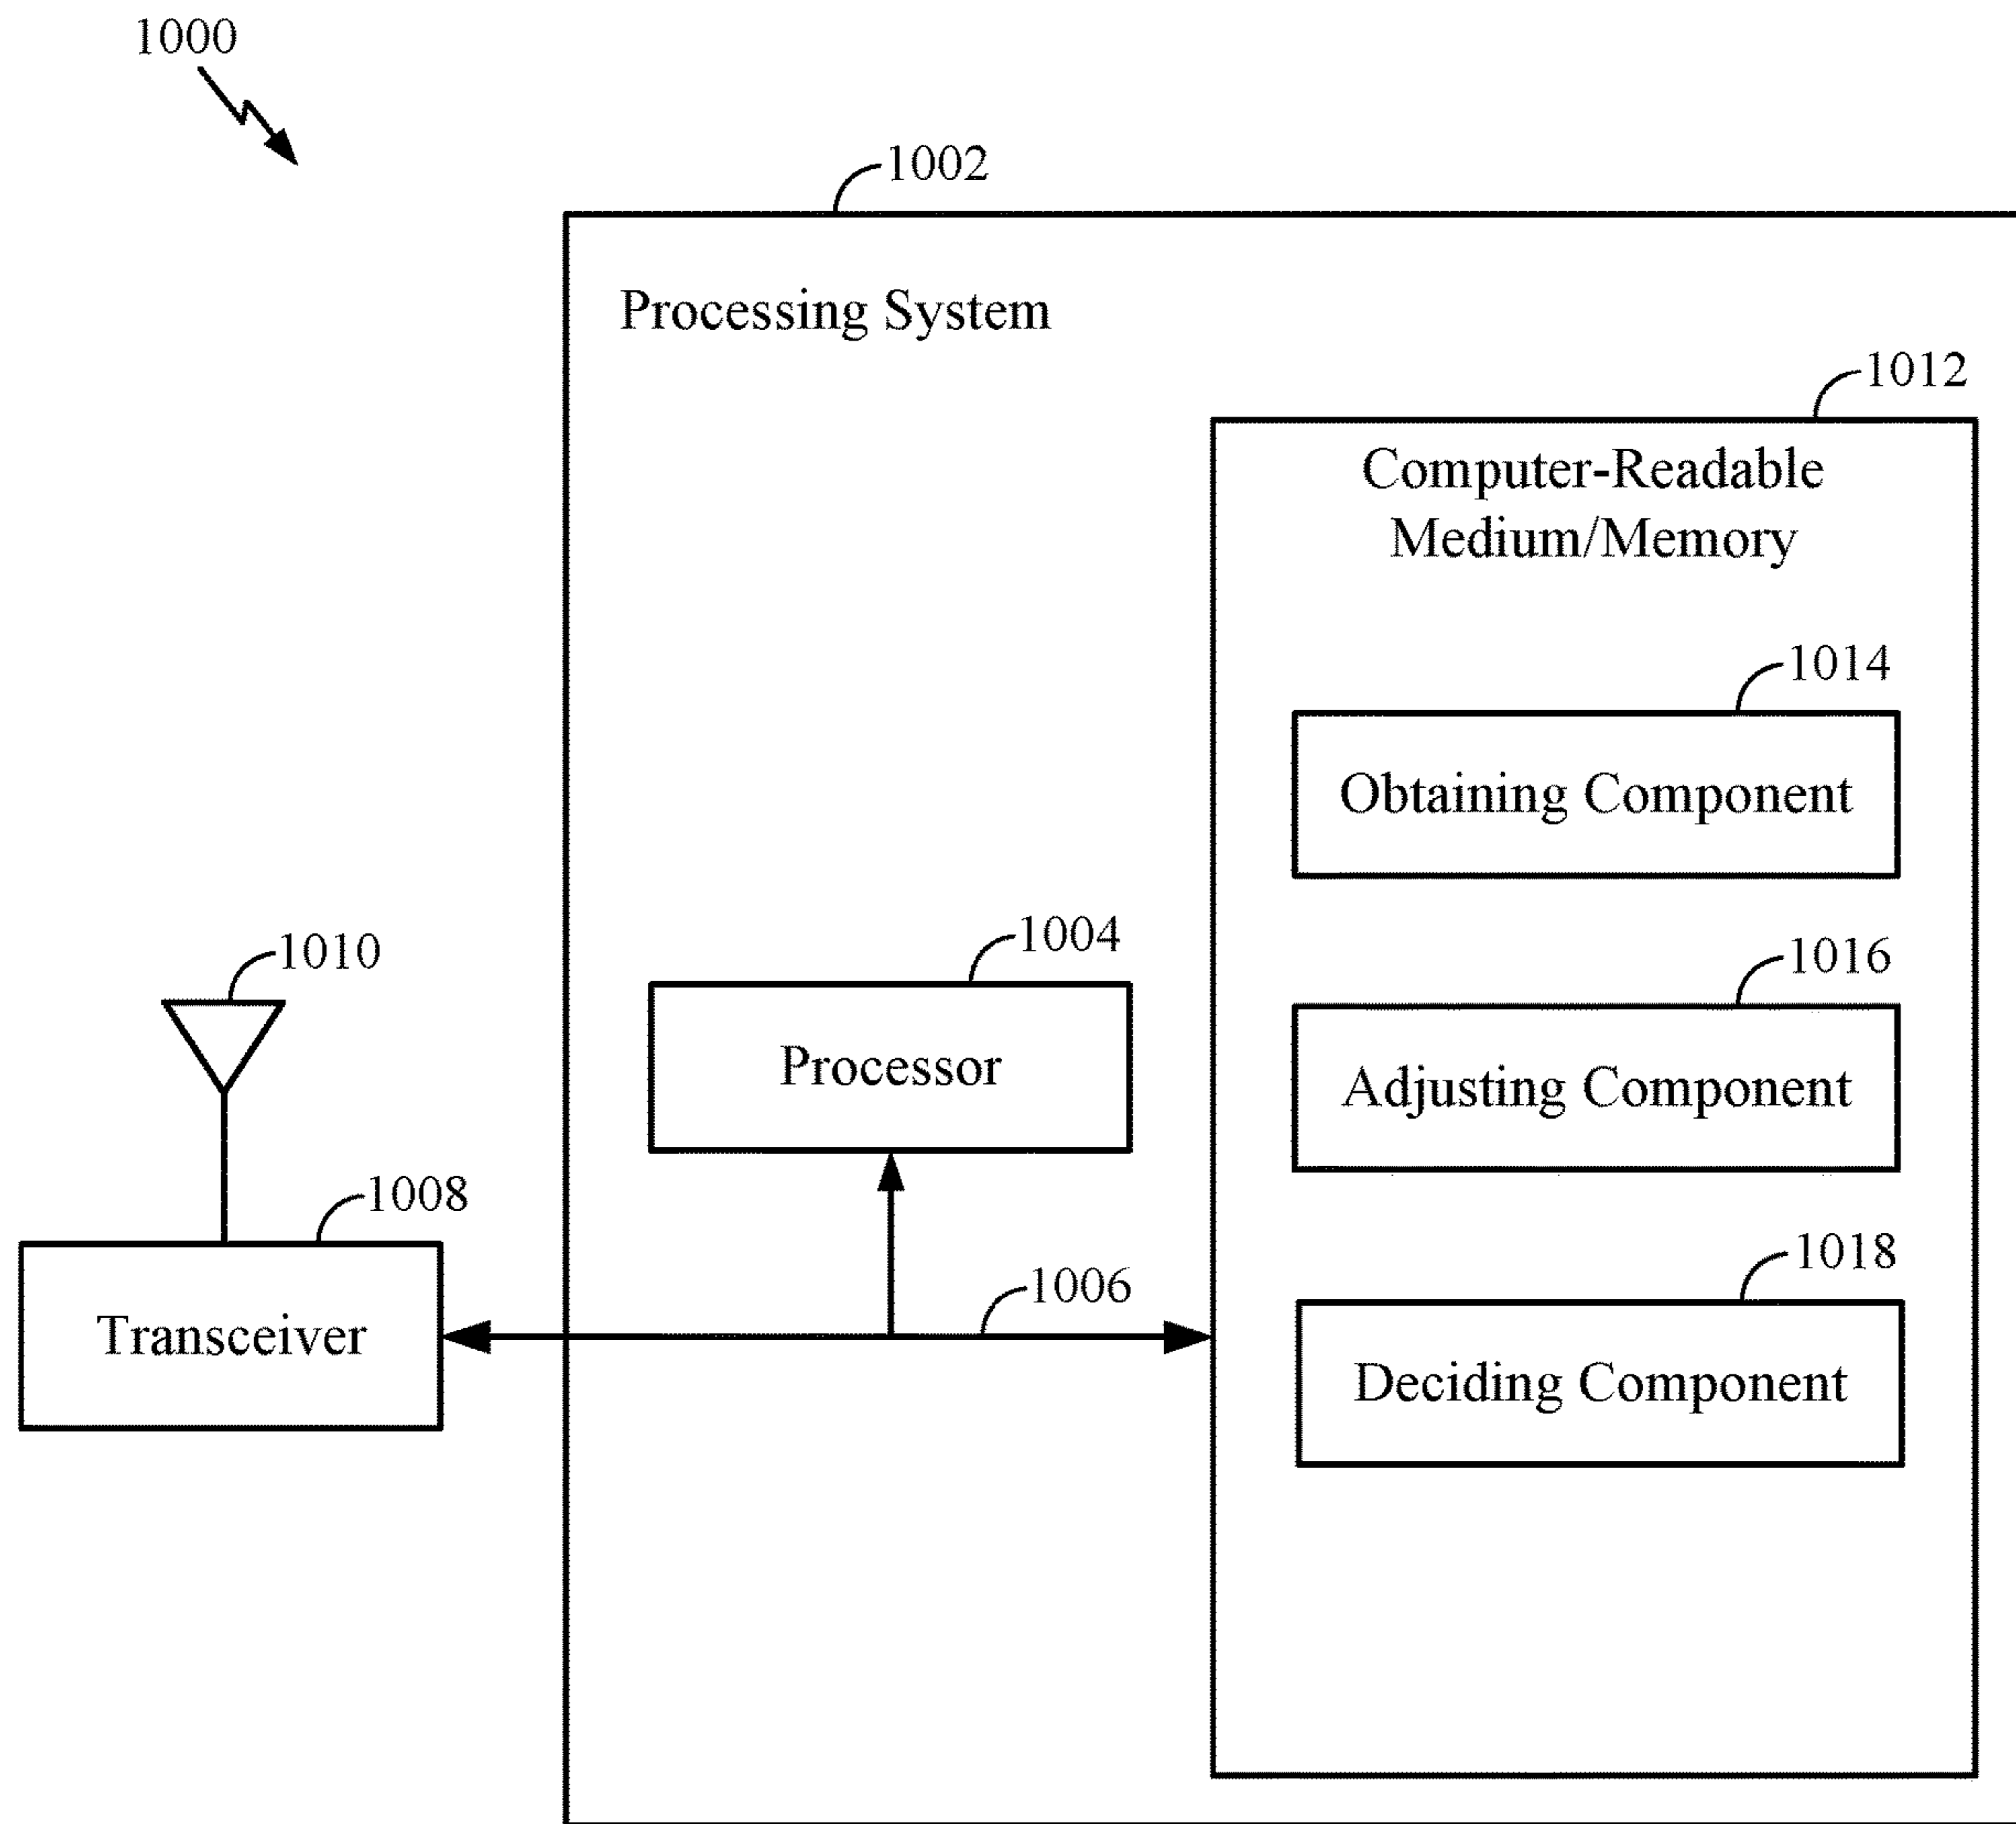 1000
1002
Processing System
1012
Computer-Readable
Medium/Memory
1014
Obtaining Component
1010
1004
1016
Processor
Adjusting Component
1008
1006
1018
Transceiver
Deciding Component